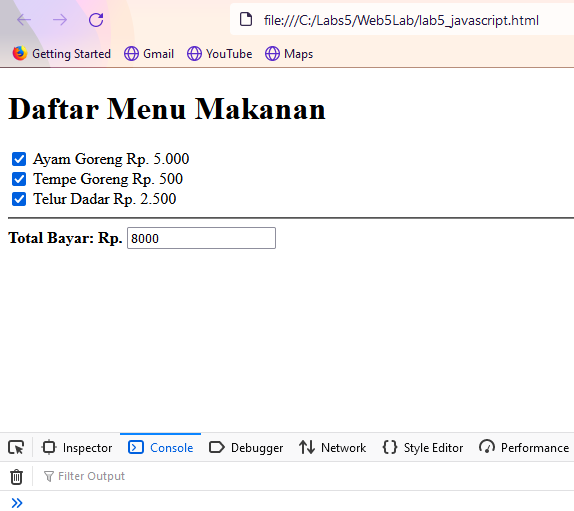 file:///C:/Labs5/Web5Lab/lab5_javascript.html
Getting Started Gmail YouTube Maps
Daftar Menu Makanan
Ayam Goreng Rp. 5.000
Tempe Goreng Rp. 500
Telur Dadar Rp. 2.500
Total Bayar: Rp. 8000
Inspector Console Debugger Network Style Editor Performance
Filter Output